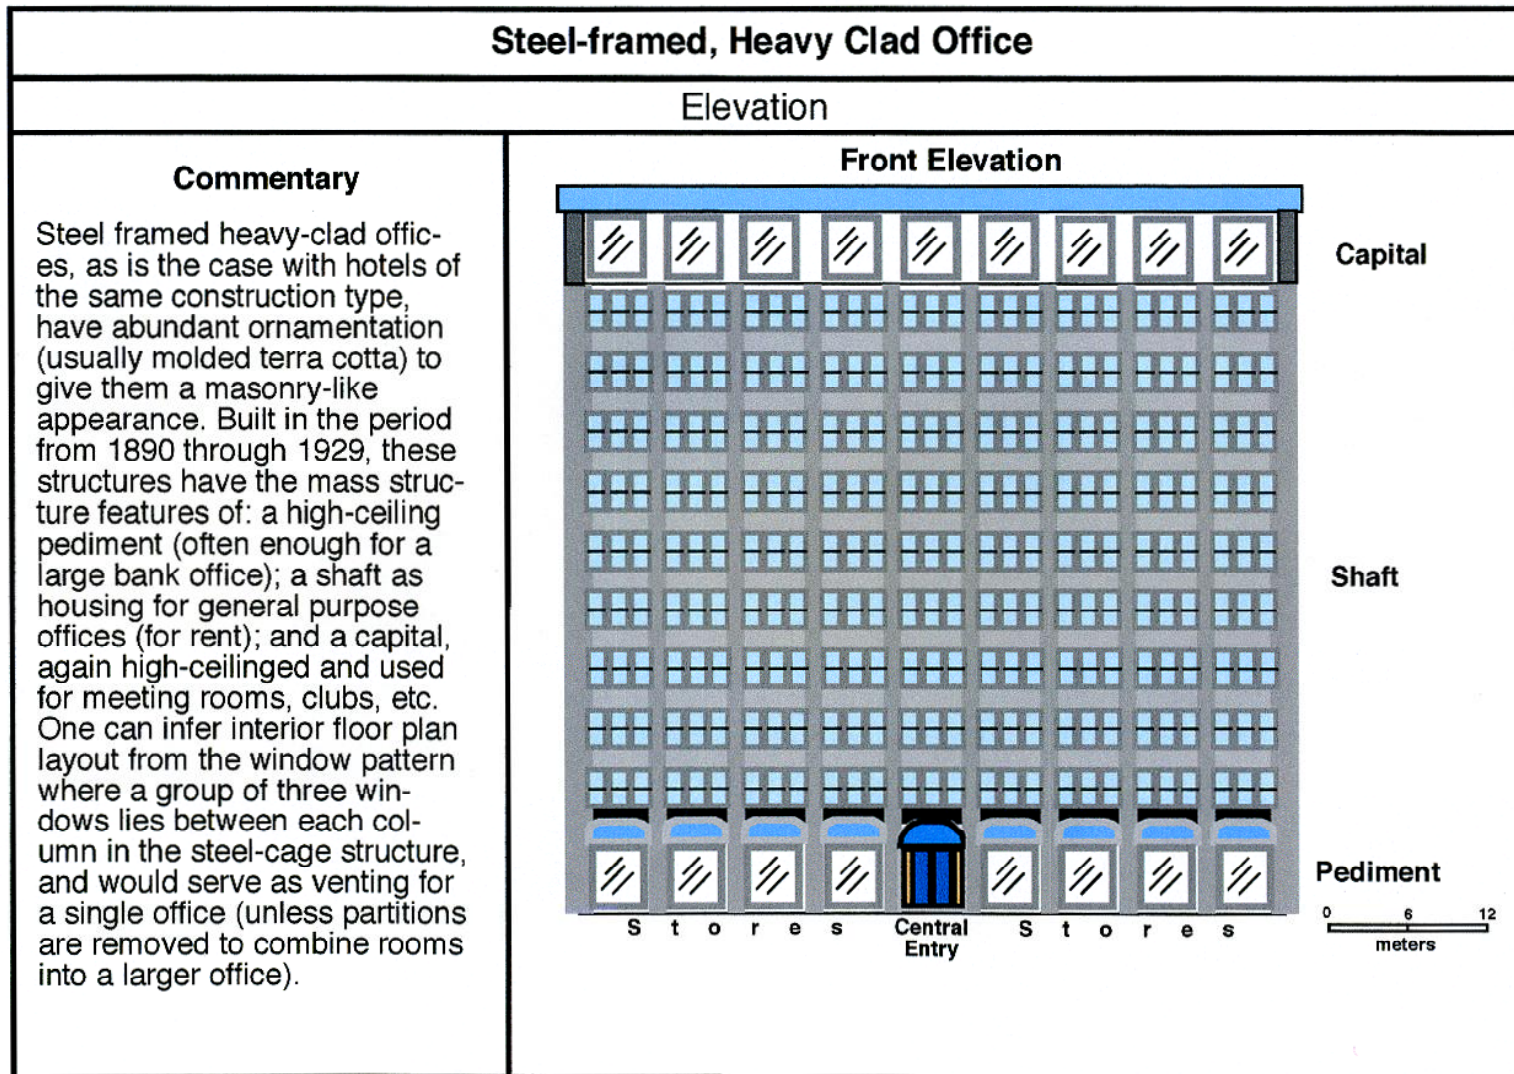 Steel-framed, Heavy Clad Office
Elevation
Commentary
Steel framed heavy-clad offic-
es, as is the case with hotels of
the same construction type,
have abundant ornamentation
(usually molded terra cotta) to
give them a masonry-like
appearance. Built in the period
from 1890 through 1929, these
structures have the mass struc-
ture features of: a high-ceiling
pediment (often enough for a
large bank office); a shaft as
housing for general purpose
offices (for rent); and a capital,
again high-ceilinged and used
for meeting rooms, clubs, etc.
One can infer interior floor plan
layout from the window pattern
where a group of three win-
dows lies between each col-
umn in the steel-cage structure,
and would serve as venting for
a single office (unless partitions
are removed to combine rooms
into a larger office).
Front Elevation
Capital
Shaft
Pediment
0 6 12
meters
S t o r e s
Central
Entry
S t o r e s